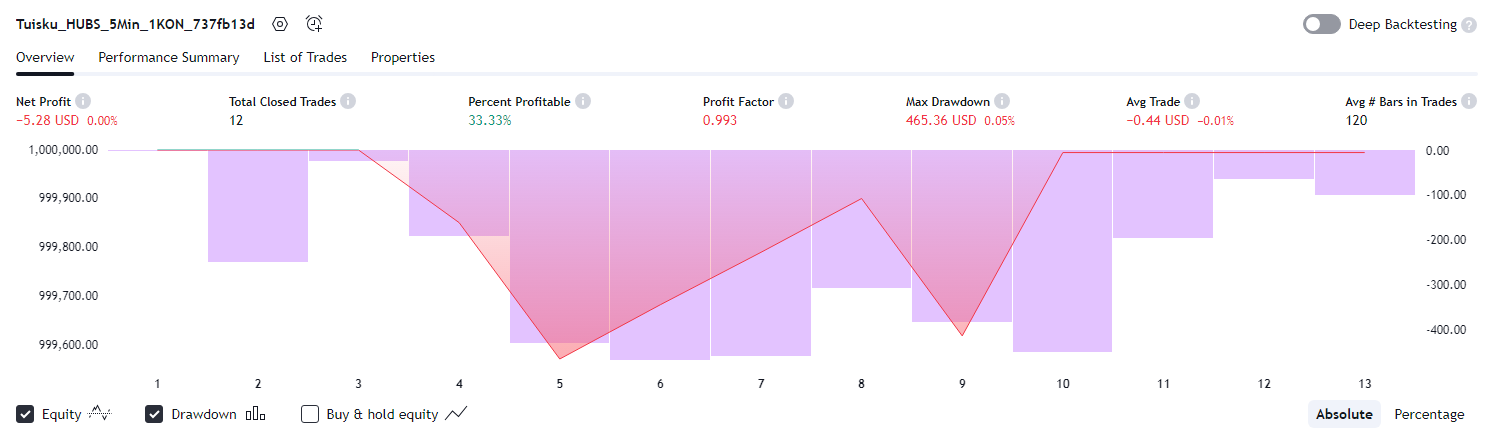 Tuisku_HUBS_5Min_1KON_737fb13d Deep Backtesting ?
Overview Performance Summary List of Trades Properties
Net Profit i Total Closed Trades i Percent Profitable i Profit Factor i Max Drawdown i Avg Trade i Avg # Bars in Trades i
−5.28 USD 0.00% 12 33.33% 0.993 465.36 USD 0.05% −0.44 USD −0.01% 120
1,000,000.00 0.00
999,900.00 -100.00
999,800.00 -200.00
999,700.00 -300.00
999,600.00 -400.00
1 2 3 4 5 6 7 8 9 10 11 12 13
Equity Drawdown Buy & hold equity Absolute Percentage